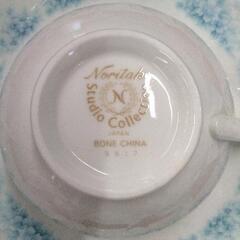 Noritake
N
Studio Collection
JAPAN
BONE CHINA